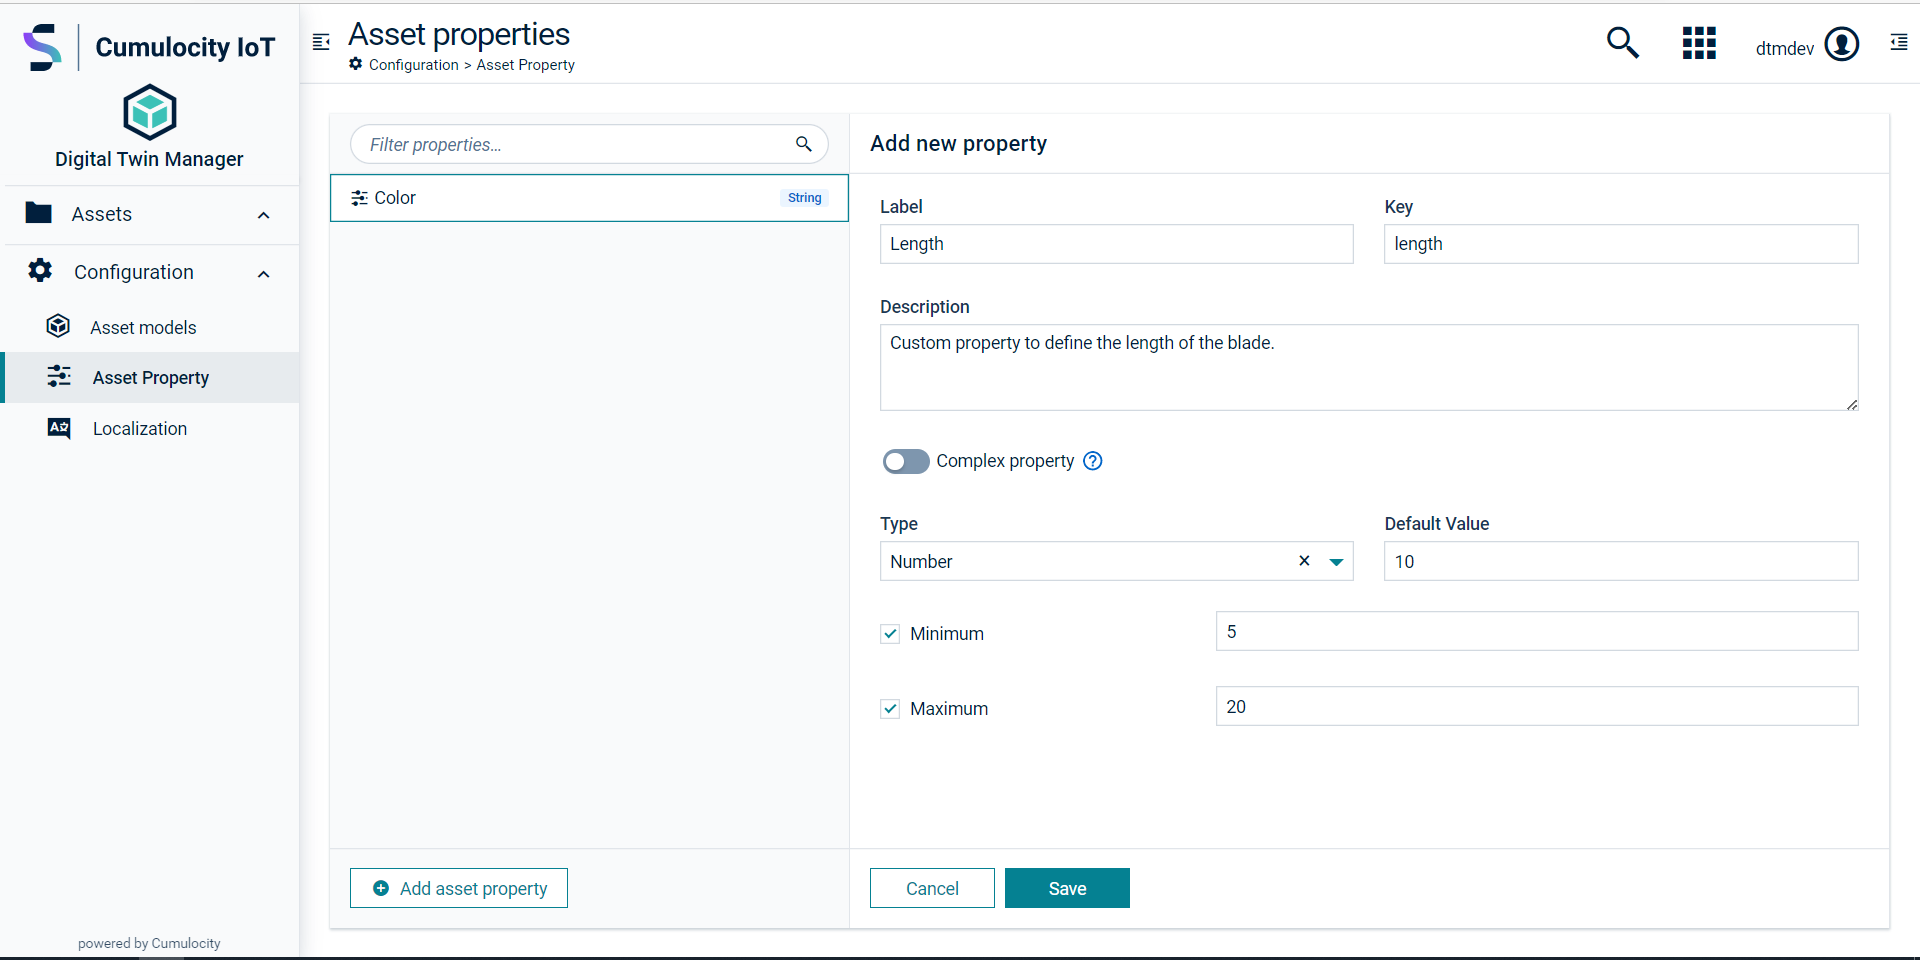 Cumulocity IoT
Digital Twin Manager
Assets
Configuration
Asset models
Asset Property
Localization
powered by Cumulocity
Asset properties
Configuration > Asset Property
dtmdev
Filter properties...
Color
String
Add asset property
Add new property
Label
Key
Length
length
Description
Custom property to define the length of the blade.
Complex property
Type
Default Value
Number
10
Minimum
5
Maximum
20
Cancel
Save